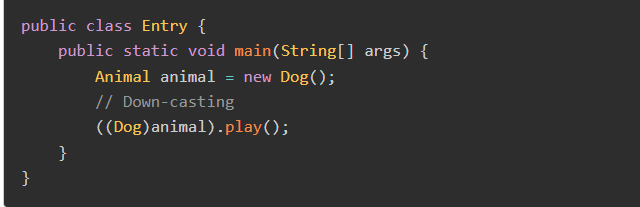 public class Entry {
    public static void main(String[] args) {
        Animal animal = new Dog();
        // Down-casting
        ((Dog)animal).play();
    }
}